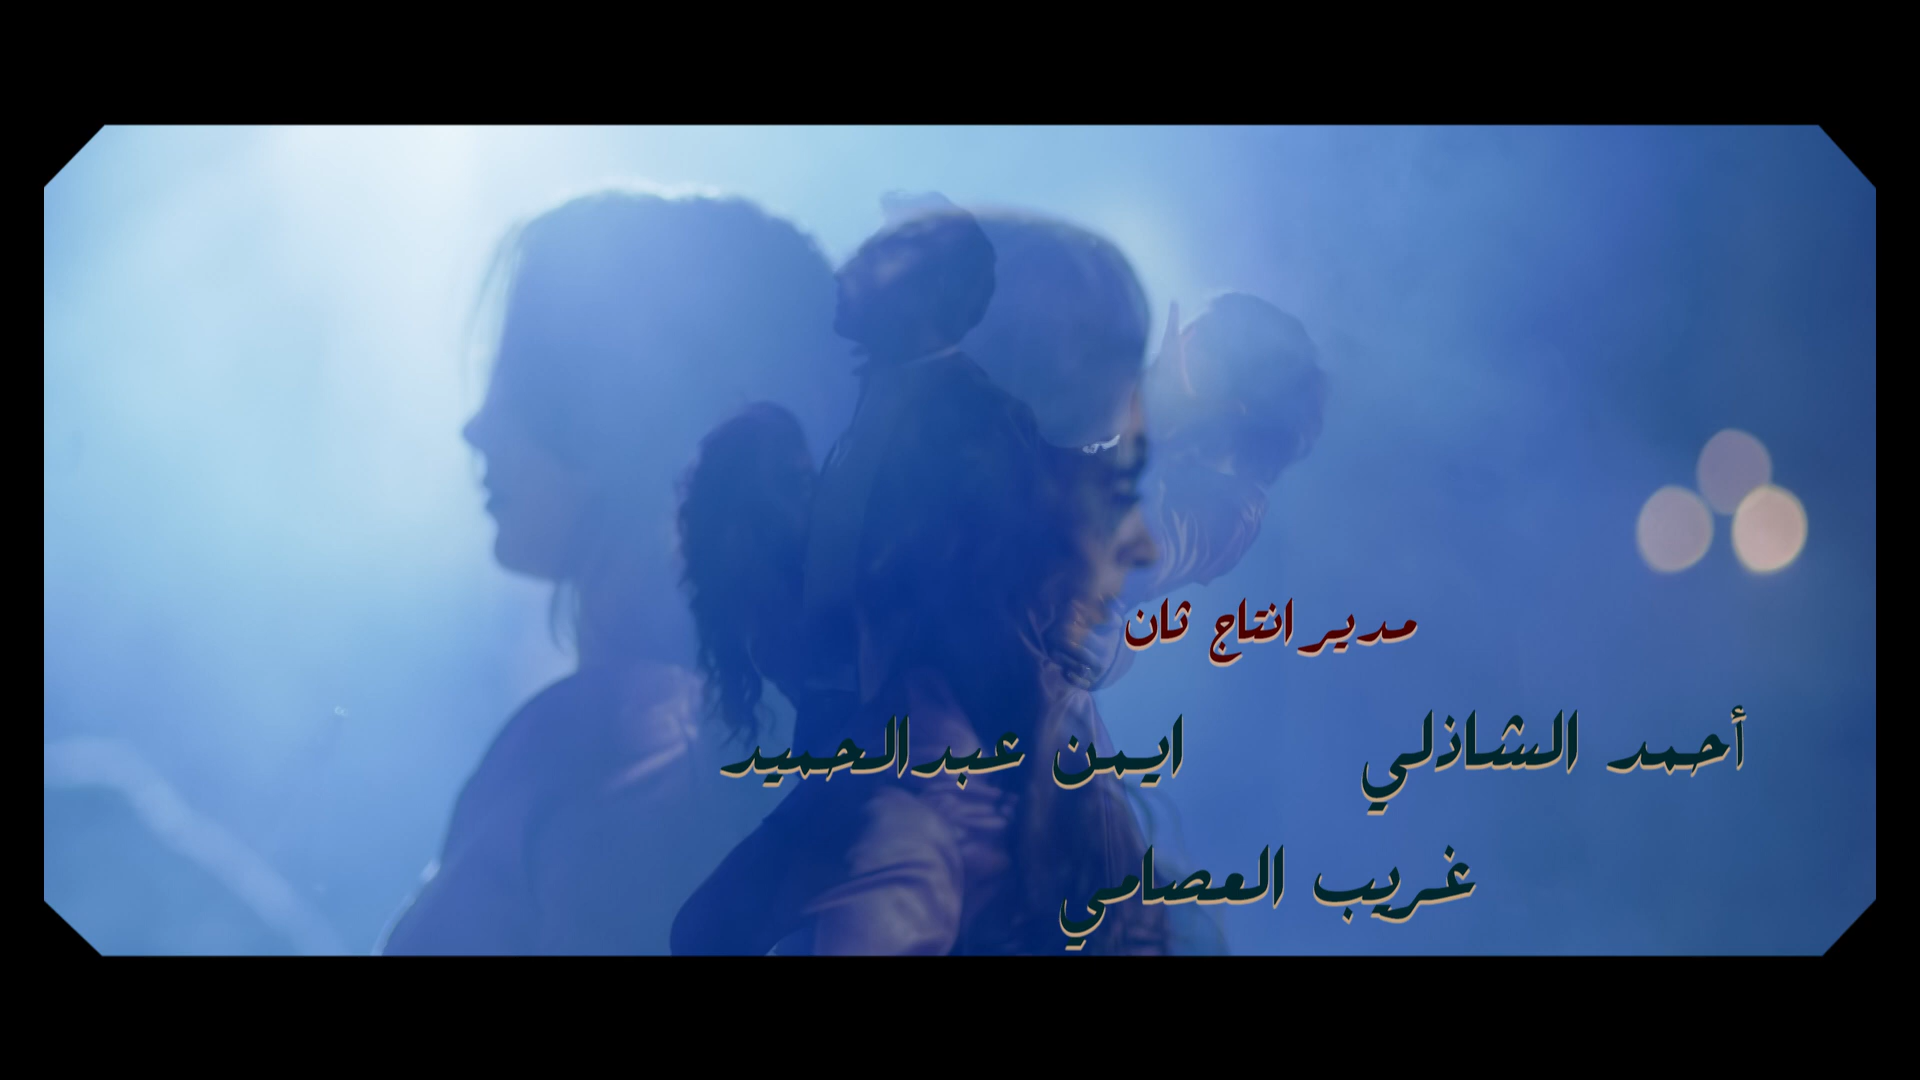 مدير انتاج ثان
أحمد الشاذلي ايمن عبدالحميد
غريب العصامي